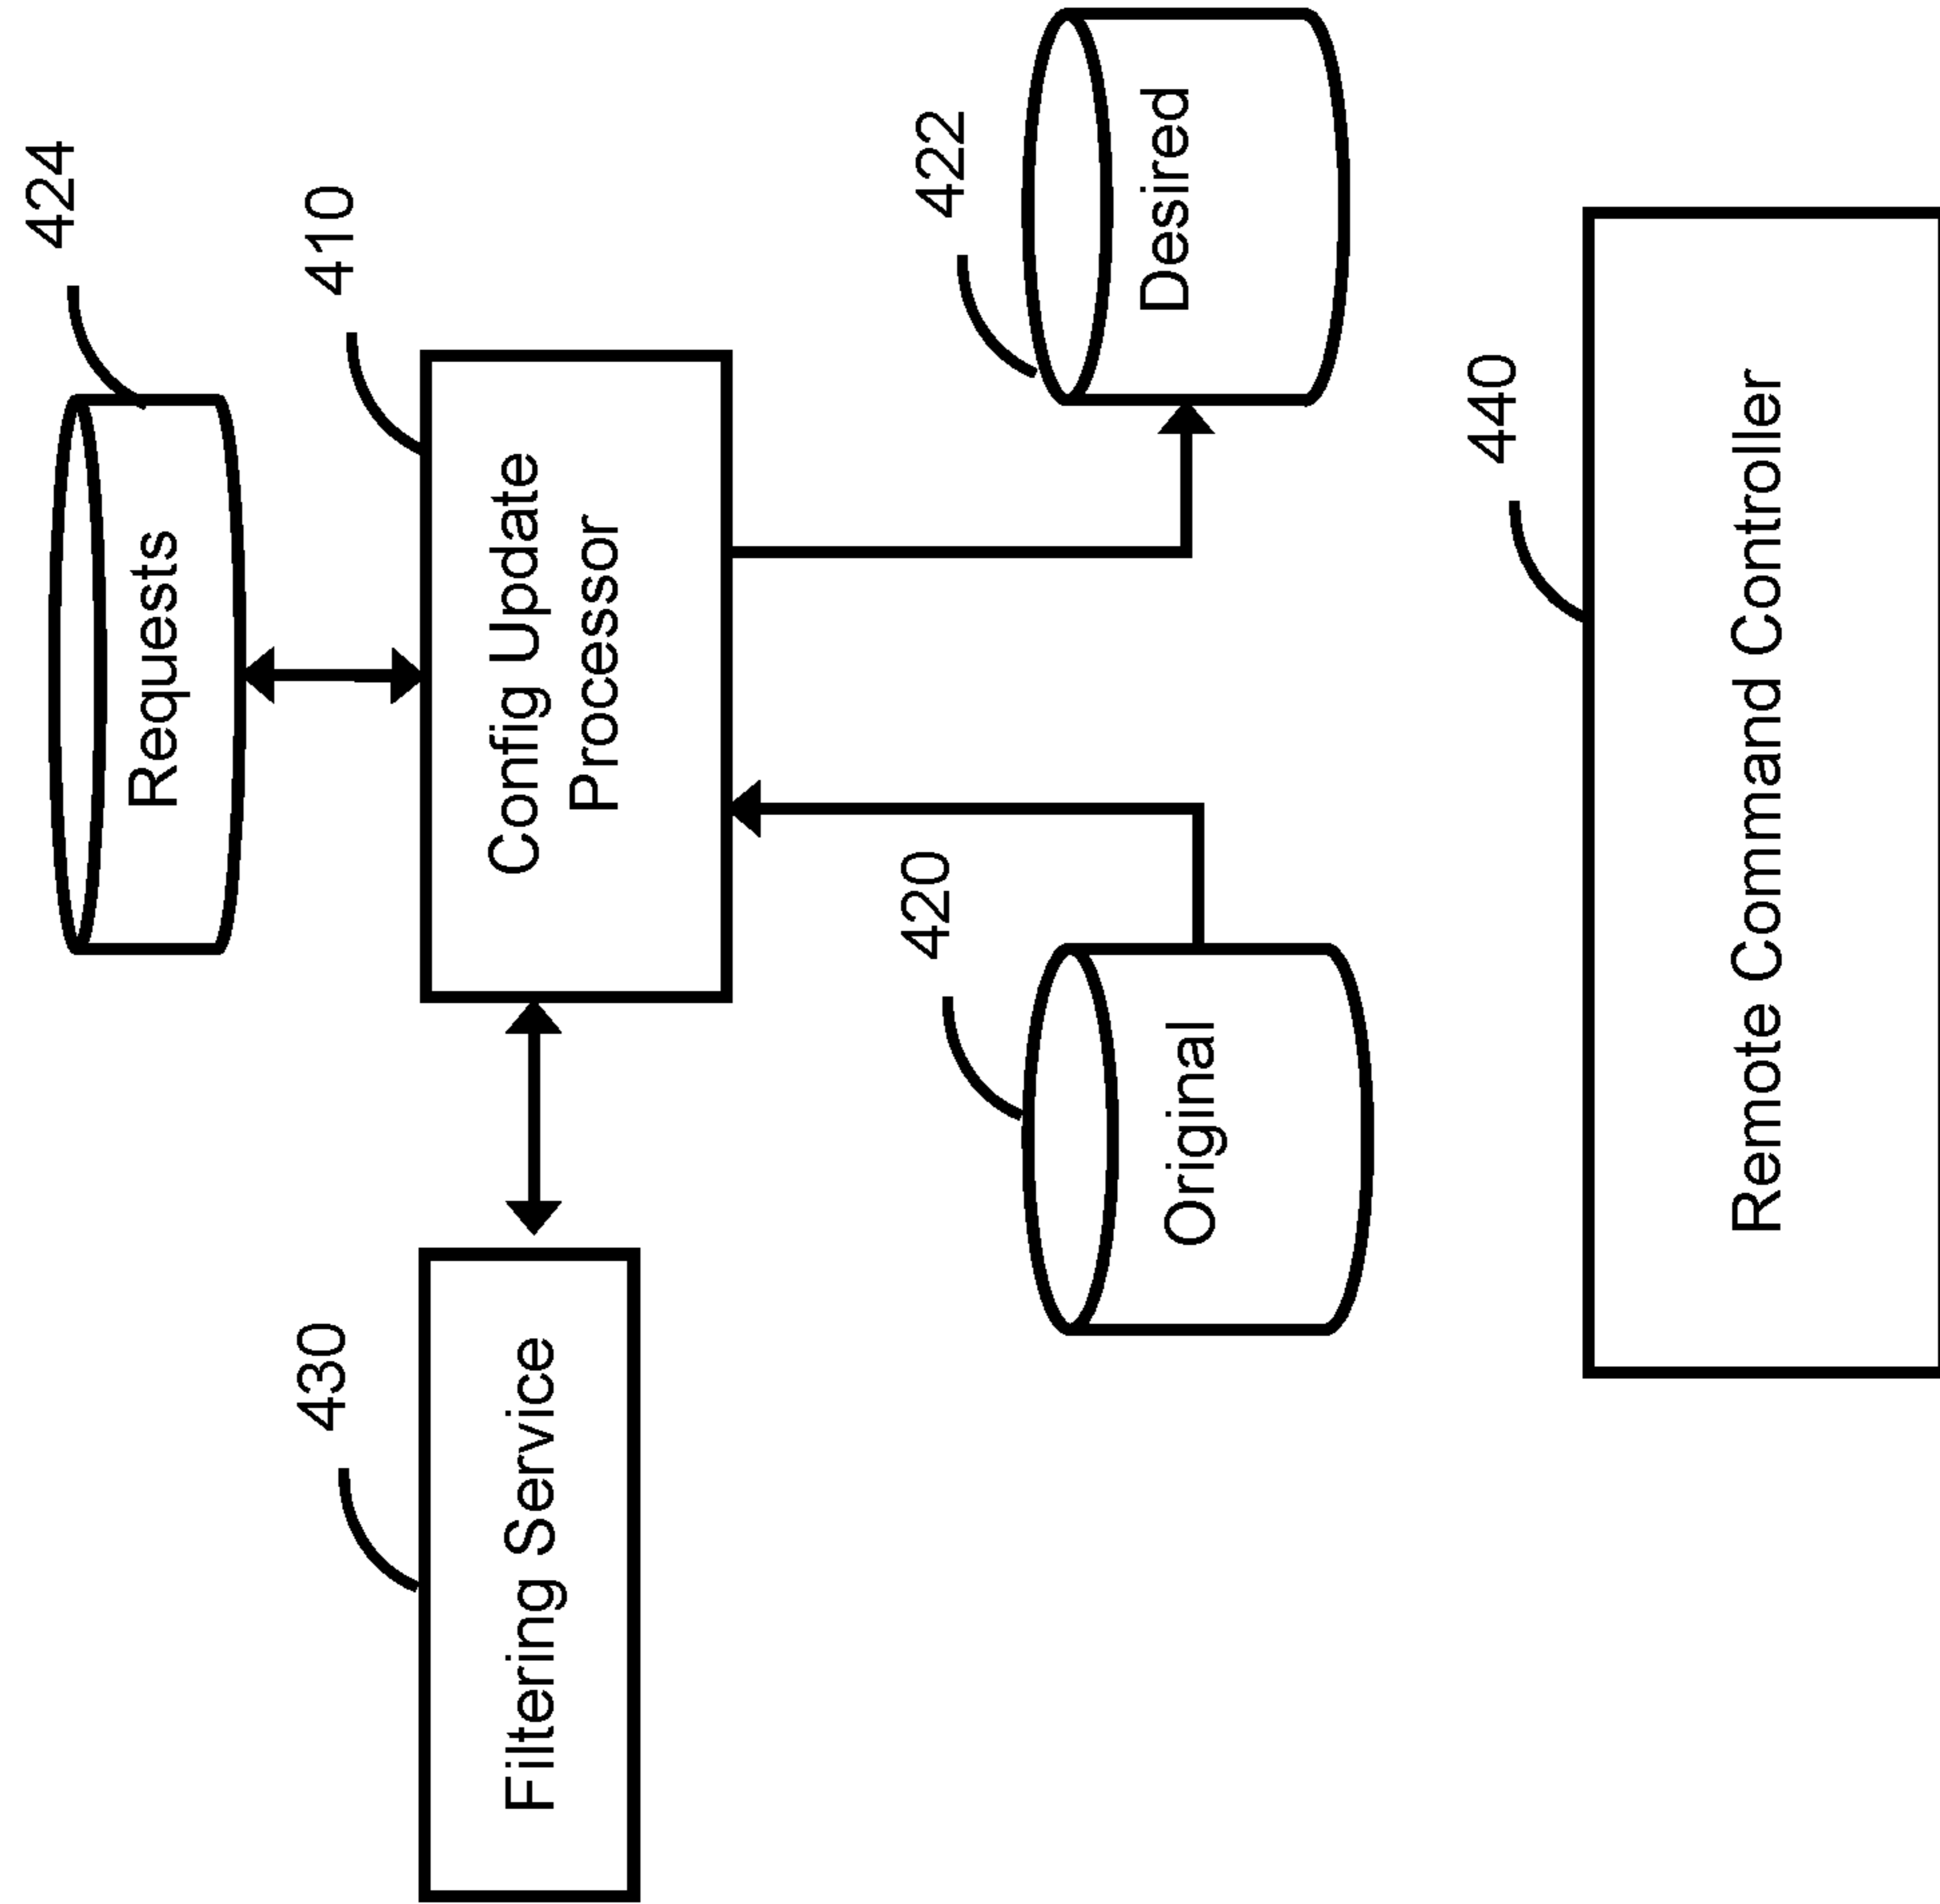 424
Requests
410
Config Update
Processor
430
Filtering Service
420
Original
422
Desired
440
Remote Command Controller